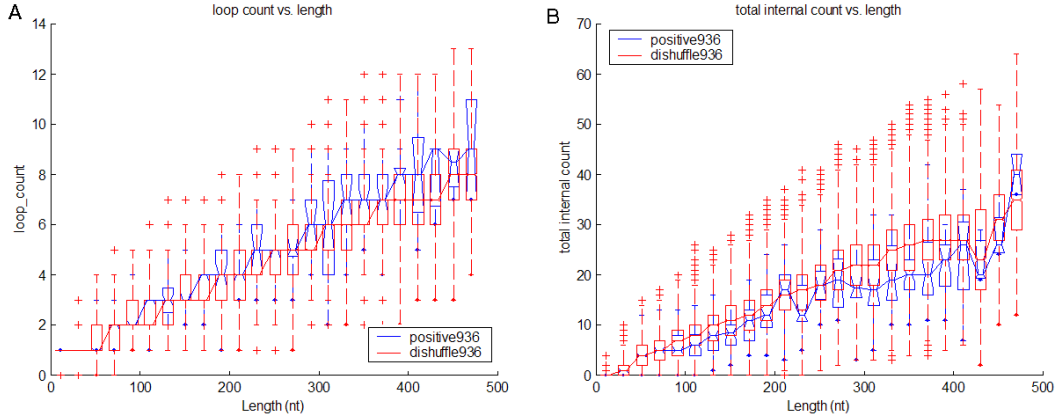 A
loop count vs. length
14
12
10
8
6
4
2
0
loop_count
0
100
200
300
400
500
Length (nt)
positive936
dishuffle936
B
total internal count vs. length
70
60
50
40
30
20
10
0
total internal count
0
100
200
300
400
500
Length (nt)
positive936
dishuffle936